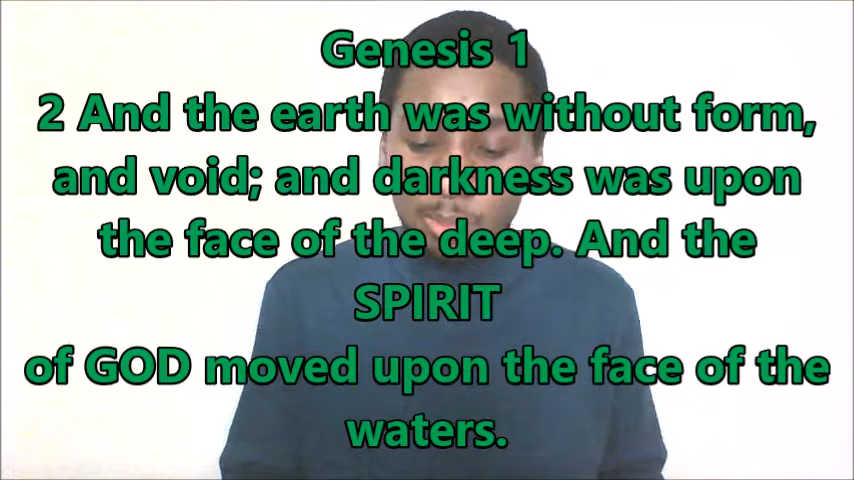 Genesis 1
2 And the earth was without form,
and void; and darkness was upon
the face of the deep. And the
SPIRIT
of GOD moved upon the face of the
waters.